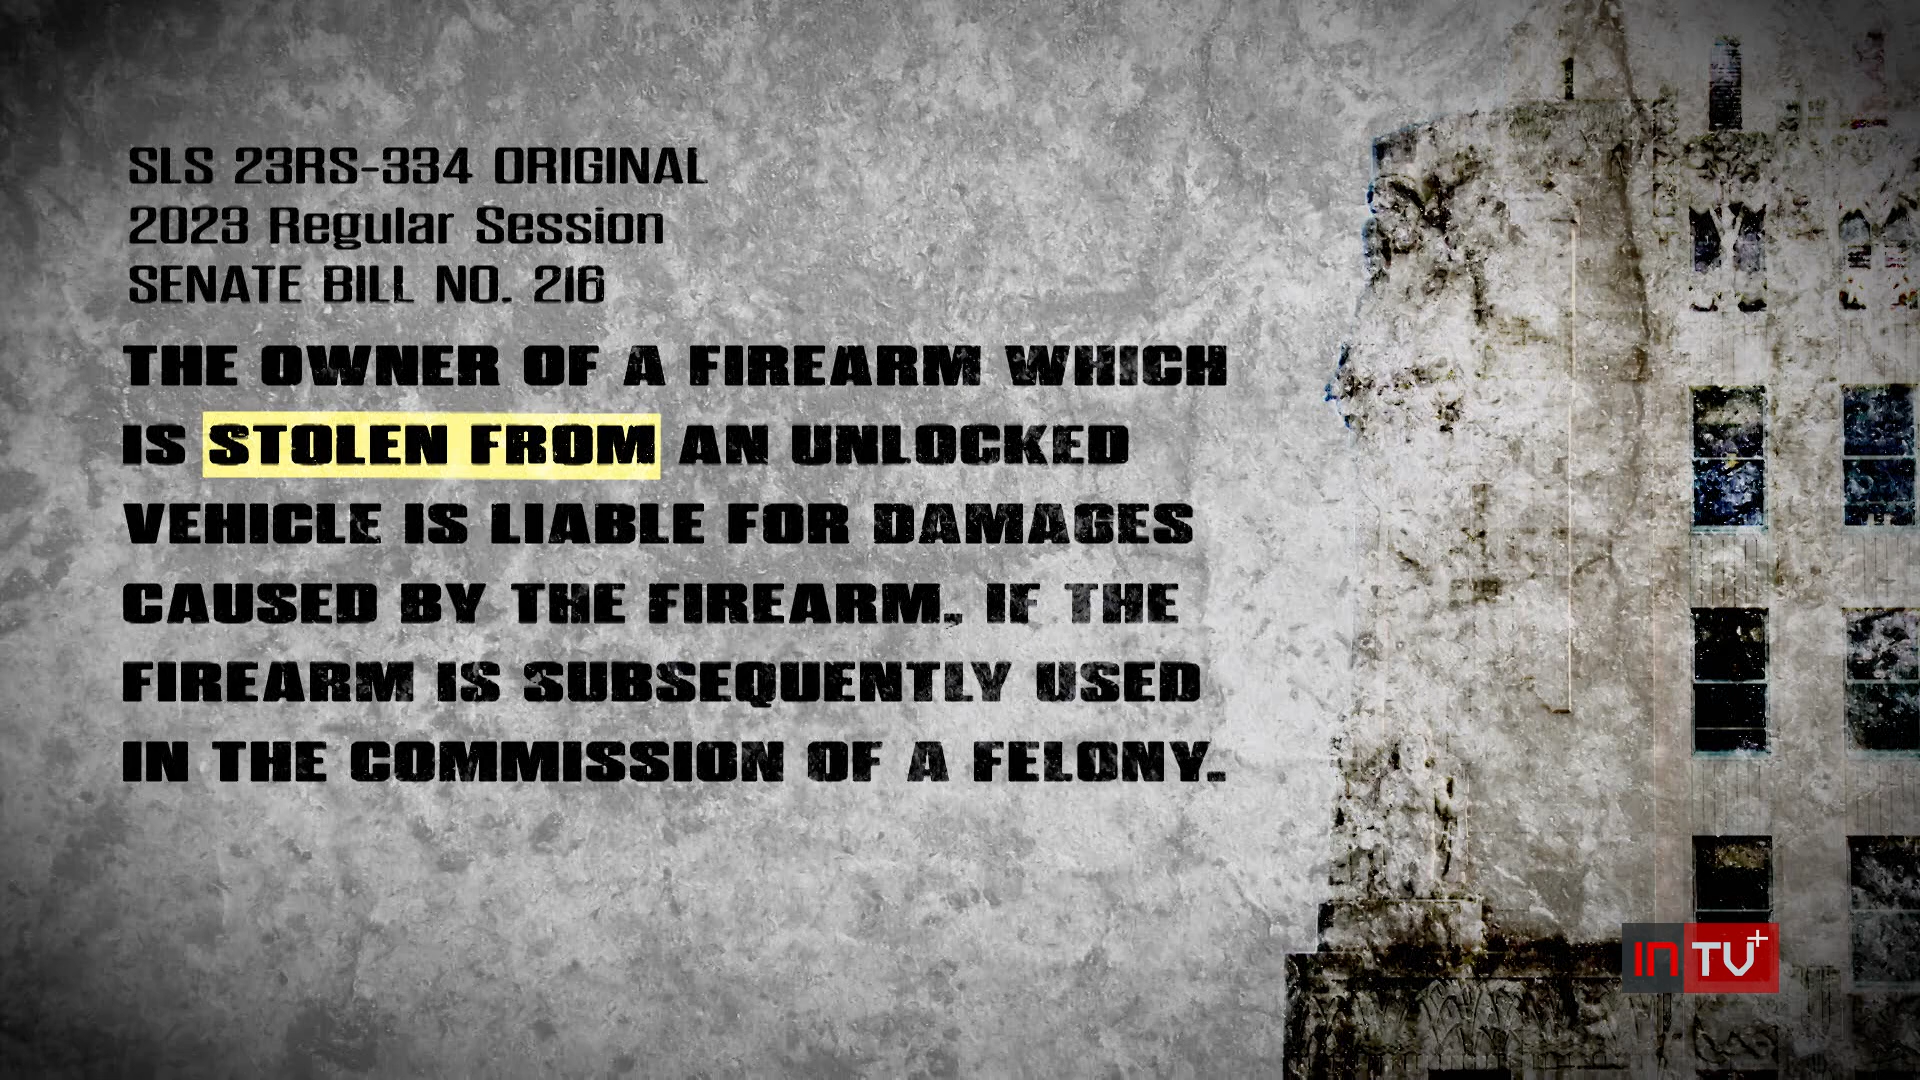 SLS 23RS-334 ORIGINAL
2023 Regular Session
SENATE BILL NO. 216
THE OWNER OF A FIREARM WHICH
IS STOLEN FROM AN UNLOCKED
VEHICLE IS LIABLE FOR DAMAGES
CAUSED BY THE FIREARM, IF THE
FIREARM IS SUBSEQUENTLY USED
IN THE COMMISSION OF A FELONY.
IN TV+